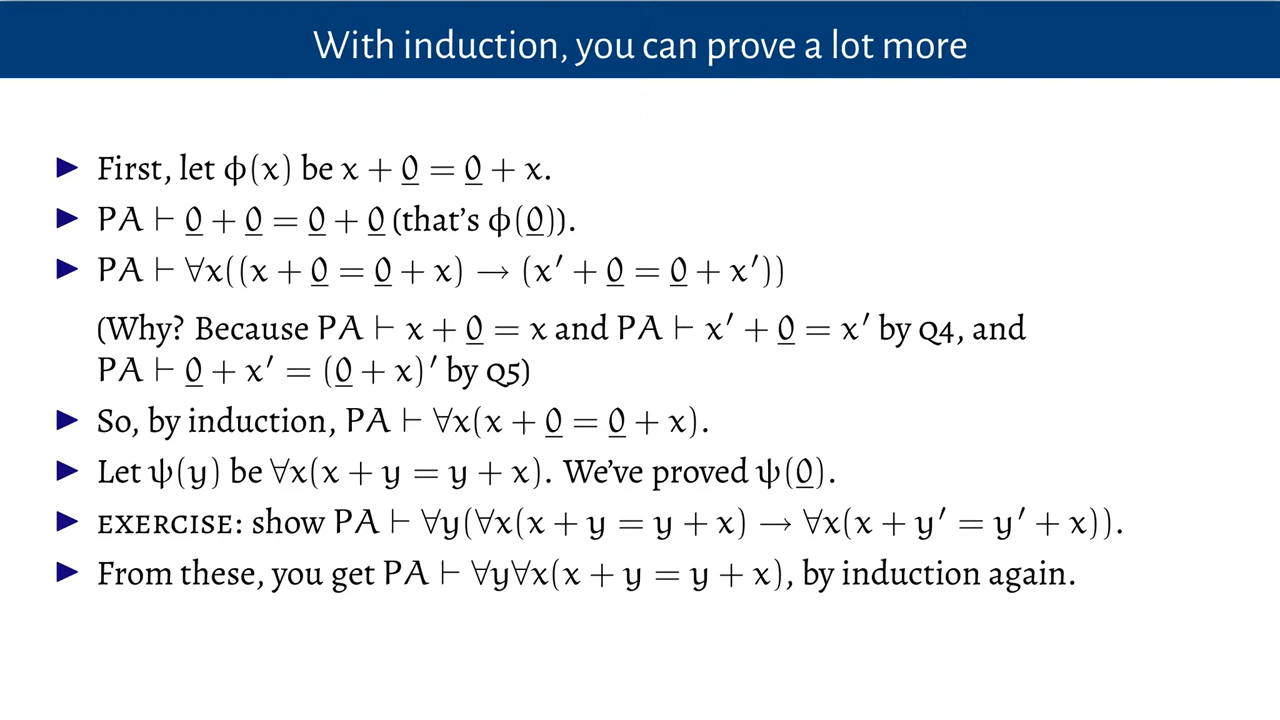 With induction, you can prove a lot more
▶ First, let ϕ(x) be x + 0̲ = 0̲ + x.
▶ PA ⊢ 0̲ + 0̲ = 0̲ + 0̲ (that's ϕ(0̲)).
▶ PA ⊢ ∀x((x + 0̲ = 0̲ + x) → (x′ + 0̲ = 0̲ + x′))
(Why? Because PA ⊢ x + 0̲ = x and PA ⊢ x′ + 0̲ = x′ by Q4, and
PA ⊢ 0̲ + x′ = (0̲ + x)′ by Q5)
▶ So, by induction, PA ⊢ ∀x(x + 0̲ = 0̲ + x).
▶ Let ψ(y) be ∀x(x + y = y + x). We've proved ψ(0̲).
▶ EXERCISE: show PA ⊢ ∀y(∀x(x + y = y + x) → ∀x(x + y′ = y′ + x)).
▶ From these, you get PA ⊢ ∀y∀x(x + y = y + x), by induction again.